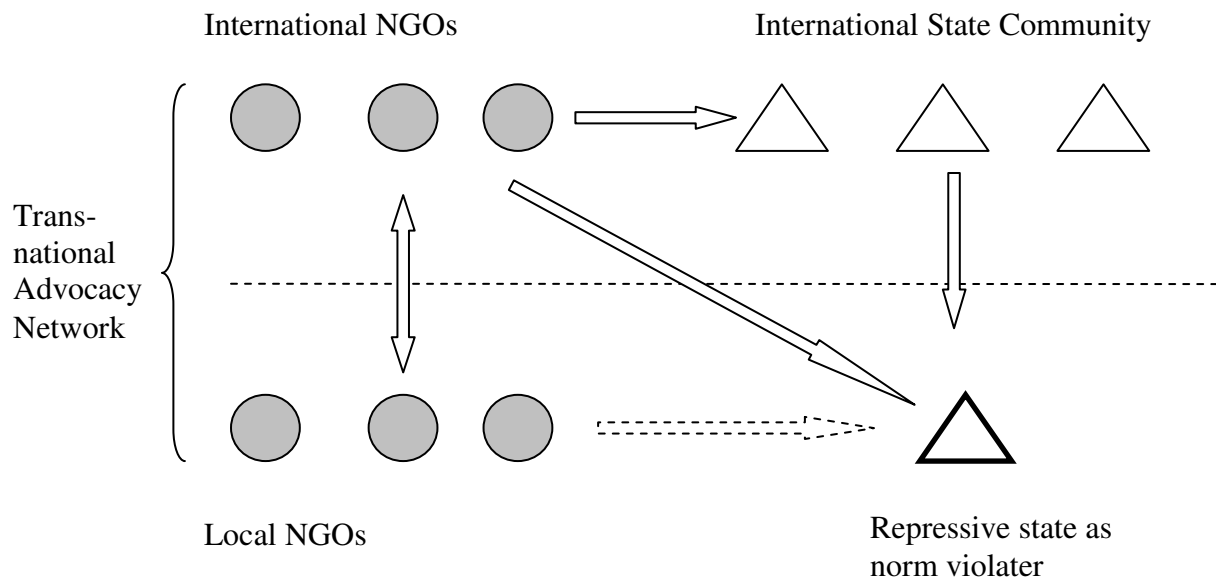 International NGOs
International State Community
Trans-
national
Advocacy
Network
Local NGOs
Repressive state as
norm violater